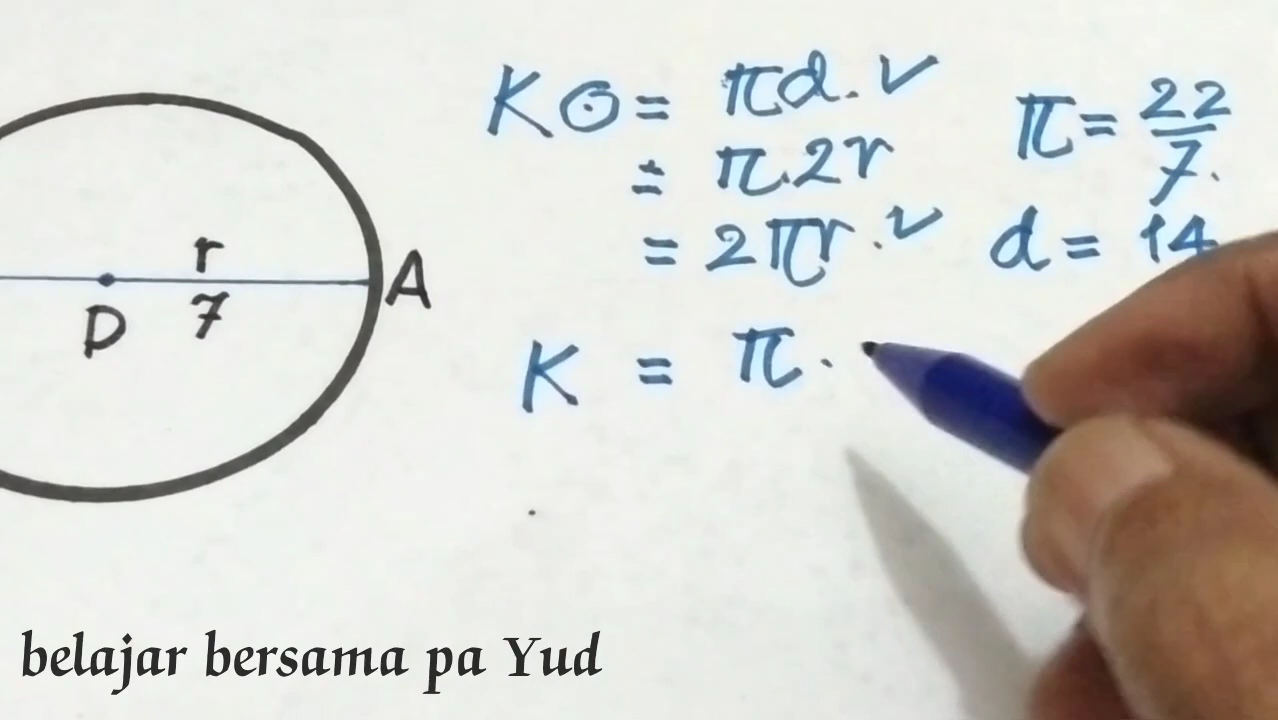 r
D 7 A
K⊙ = πd. ✓
= π.2r
= 2πr. ✓
π = 22/7.
d = 14
K = π.
belajar bersama pa Yud